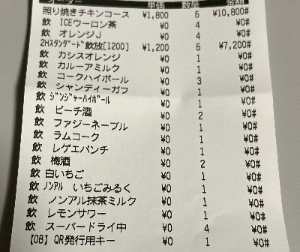 単価 数量 金額
照り焼きチキンコース ¥1,800 6 ¥10,800#
飲 ICEウーロン茶 ¥0 4 ¥0#
飲 オレンジJ ¥0 4 ¥0#
2Hスタンダード飲放[1200] ¥1,200 6 ¥7,200#
飲 カシスオレンジ ¥0 1 ¥0#
飲 カルーアミルク ¥0 1 ¥0#
飲 コークハイボール ¥0 3 ¥0#
飲 シャンディーガフ ¥0 1 ¥0#
飲 ジンジャーハイボール ¥0 1 ¥0#
飲 ピーチ酒 ¥0 2 ¥0#
飲 ファジーネーブル ¥0 1 ¥0#
飲 ラムコーク ¥0 1 ¥0#
飲 レゲエパンチ ¥0 1 ¥0#
飲 梅酒 ¥0 2 ¥0#
飲 白いちご ¥0 1 ¥0#
飲 ノンアル いちごみるく ¥0 1 ¥0#
飲 ノンアル抹茶ミルク ¥0 1 ¥0#
飲 レモンサワー ¥0 1 ¥0#
飲 スーパードライ中 ¥0 4 ¥0#
[OB] QR発行用キー ¥0 1 ¥0#